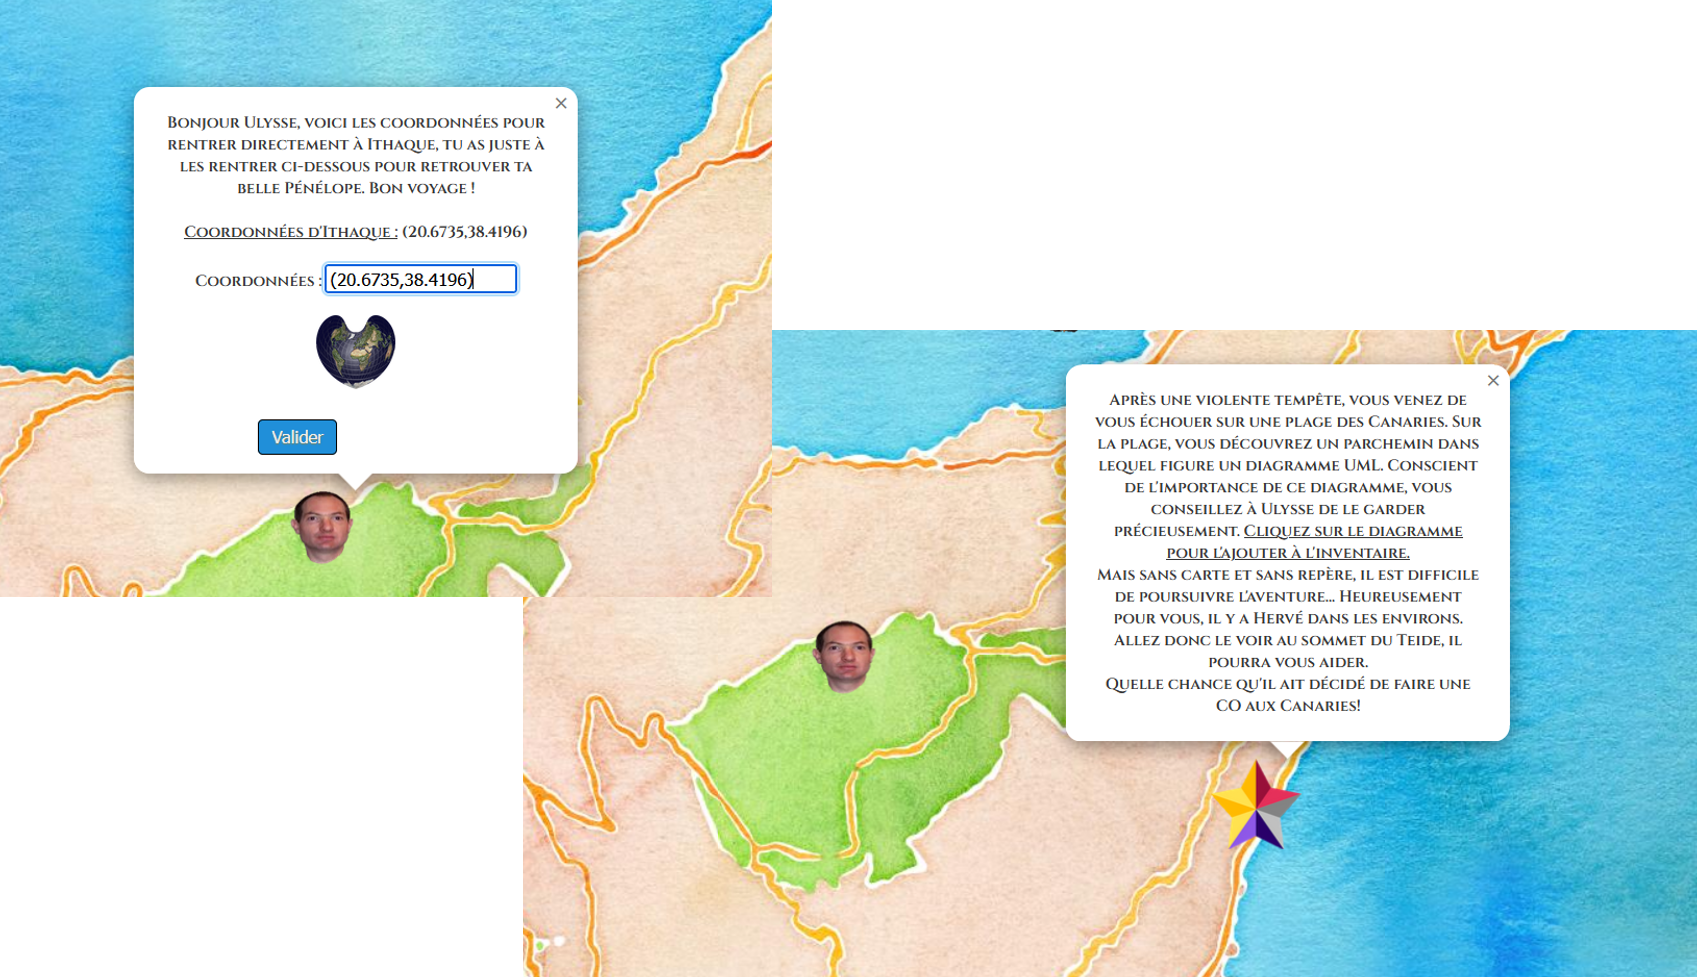 Bonjour Ulysse, voici les coordonnées pour
rentrer directement à Ithaque, tu as juste à
les rentrer ci-dessous pour retrouver ta
belle Pénélope. Bon voyage !
Coordonnées d'Ithaque : (20.6735,38.4196)
Coordonnées : (20.6735,38.4196)
Valider
Après une violente tempête, vous venez de
vous échouer sur une plage des Canaries. Sur
la plage, vous découvrez un parchemin dans
lequel figure un diagramme UML. Conscient
de l'importance de ce diagramme, vous
conseillez à Ulysse de le garder
précieusement. Cliquez sur le diagramme
pour l'ajouter à l'inventaire.
Mais sans carte et sans repère, il est difficile
de poursuivre l'aventure... Heureusement
pour vous, il y a Hervé dans les environs.
Allez donc le voir au sommet du Teide, il
pourra vous aider.
Quelle chance qu'il ait décidé de faire une
CO aux Canaries!